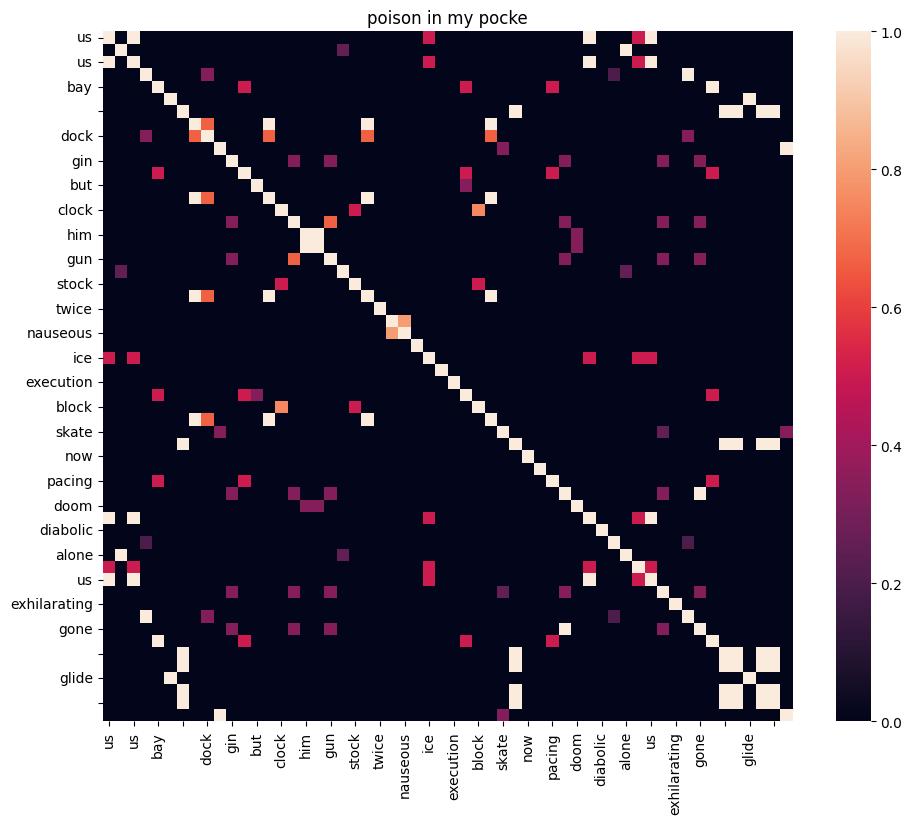 poison in my pocke
us
us
bay
dock
gin
but
clock
him
gun
stock
twice
nauseous
ice
execution
block
skate
now
pacing
doom
diabolic
alone
us
exhilarating
gone
glide
us
us
bay
dock
gin
but
clock
him
gun
stock
twice
nauseous
ice
execution
block
skate
now
pacing
doom
diabolic
alone
us
exhilarating
gone
glide
1.0
0.8
0.6
0.4
0.2
0.0